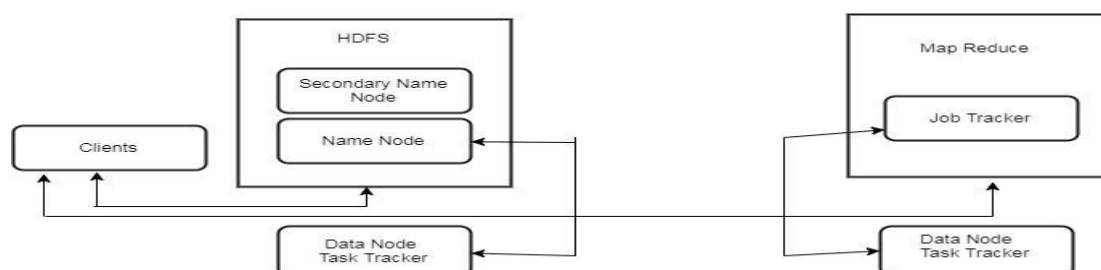 HDFS
Secondary Name
Node
Name Node
Clients
Map Reduce
Job Tracker
Data Node
Task Tracker
Data Node
Task Tracker